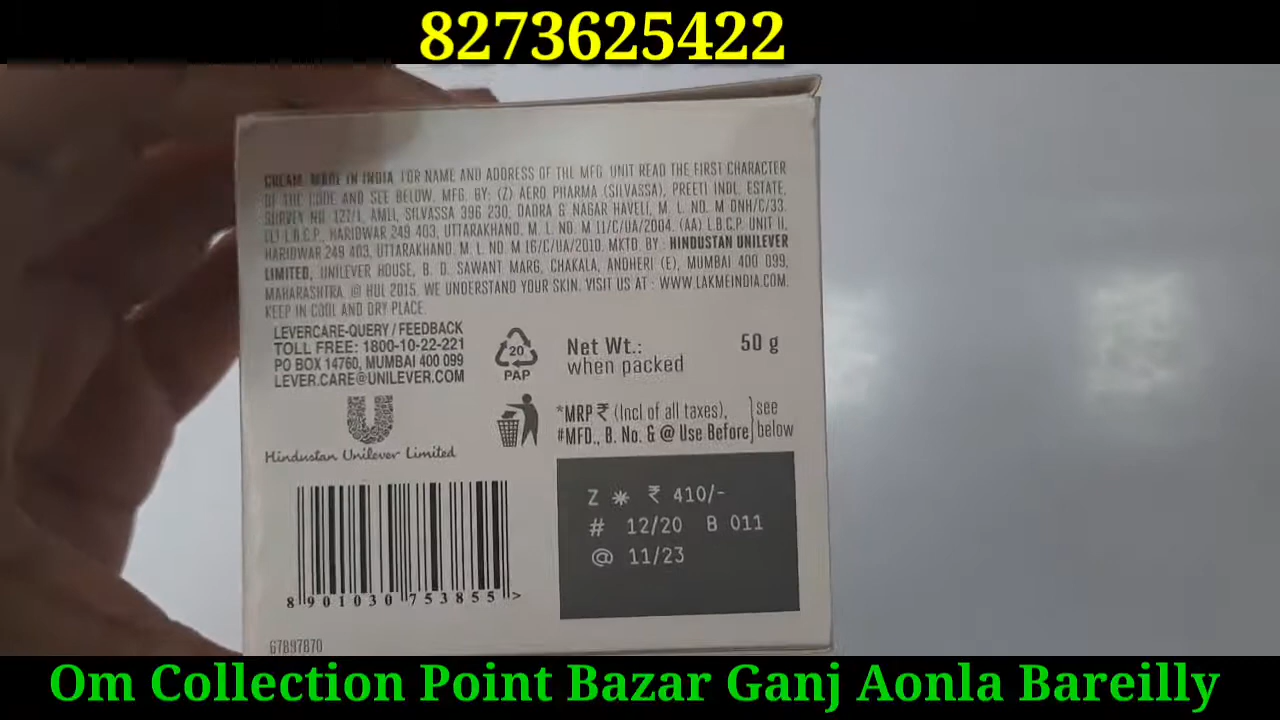 8273625422
CREAM. MADE IN INDIA. FOR NAME AND ADDRESS OF THE MFG. UNIT READ THE FIRST CHARACTER
OF THE CODE AND SEE BELOW. MFG. BY: (Z) AERO PHARMA (SILVASSA), PREETI INDL. ESTATE,
SURVEY NO. 121/1, AMLI, SILVASSA 396 230, DADRA & NAGAR HAVELI, M. L. NO. M DNH/C/33.
(L) L.B.C.P., HARIDWAR 249 403, UTTARAKHAND. M. L. NO. M 11/C/UA/2004. (AA) L.B.C.P. UNIT II,
HARIDWAR 249 403, UTTARAKHAND. M. L. NO. M 16/C/UA/2010. MKTD. BY : HINDUSTAN UNILEVER
LIMITED, UNILEVER HOUSE, B. D. SAWANT MARG, CHAKALA, ANDHERI (E), MUMBAI 400 099,
MAHARASHTRA. @ HUL 2015. WE UNDERSTAND YOUR SKIN. VISIT US AT : WWW.LAKMEINDIA.COM.
KEEP IN COOL AND DRY PLACE.
LEVERCARE-QUERY / FEEDBACK
TOLL FREE: 1800-10-22-221
PO BOX 14760, MUMBAI 400 099
LEVER.CARE@UNILEVER.COM
20
PAP
Net Wt.: 50 g
when packed
*MRP ₹ (Incl of all taxes), see
#MFD., B. No. & @ Use Before below
Hindustan Unilever Limited
Z * ₹ 410/-
# 12/20 B 011
@ 11/23
8 901030 753855 >
67897870
Om Collection Point Bazar Ganj Aonla Bareilly